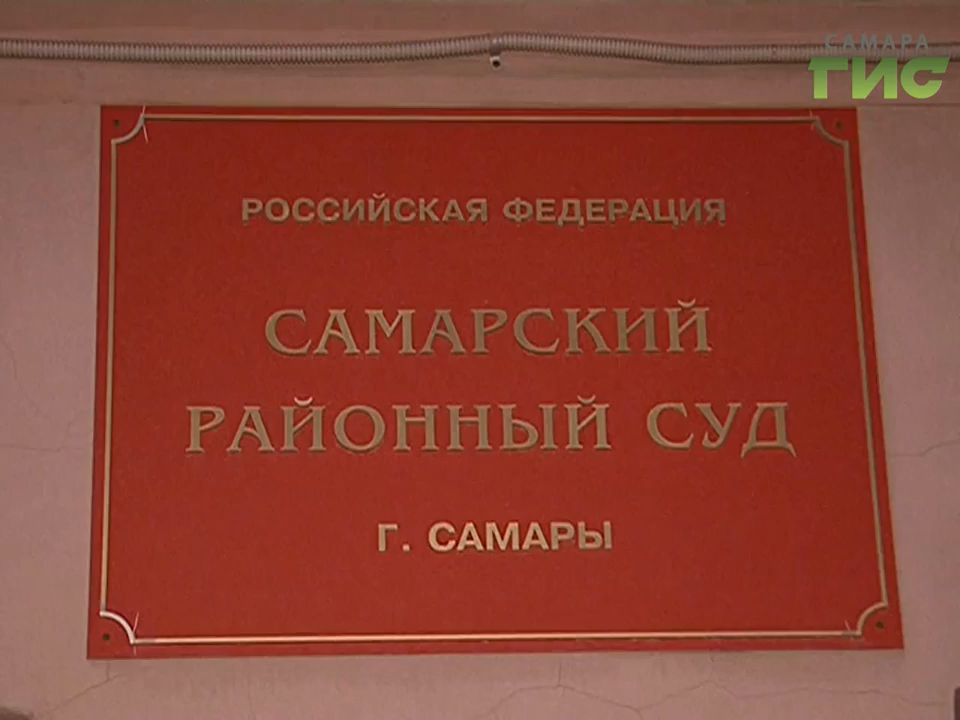 САМАРА
ГИС
РОССИЙСКАЯ ФЕДЕРАЦИЯ
САМАРСКИЙ
РАЙОННЫЙ СУД
Г. САМАРЫ